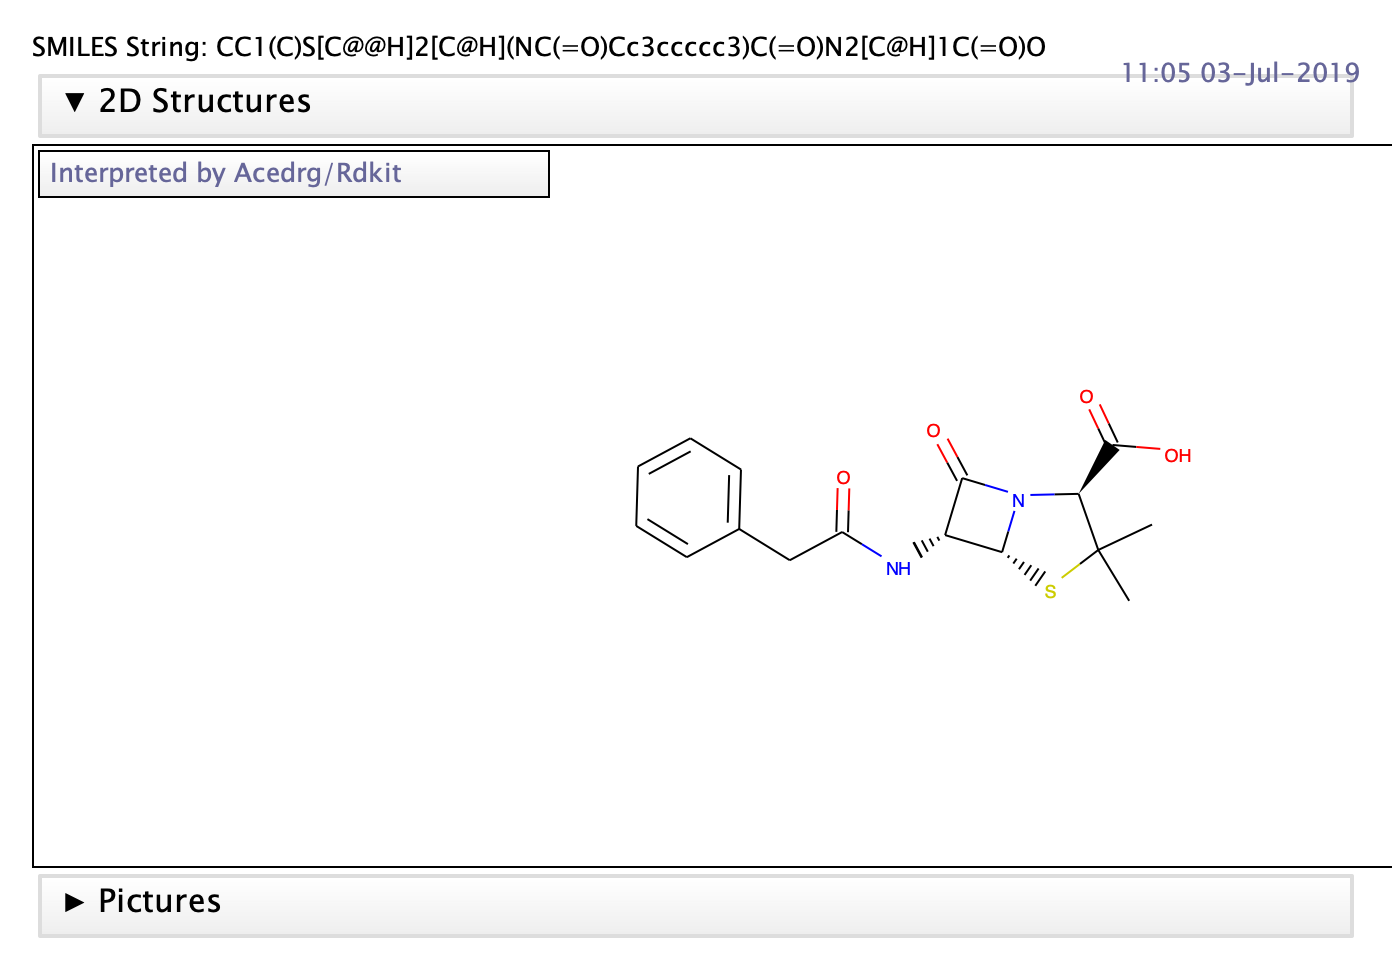 SMILES String: CC1(C)S[C@@H]2[C@H](NC(=O)Cc3ccccc3)C(=O)N2[C@H]1C(=O)O
11:05 03-Jul-2019
▼ 2D Structures
Interpreted by Acedrg/Rdkit
O
O
OH
O
N
NH
S
► Pictures